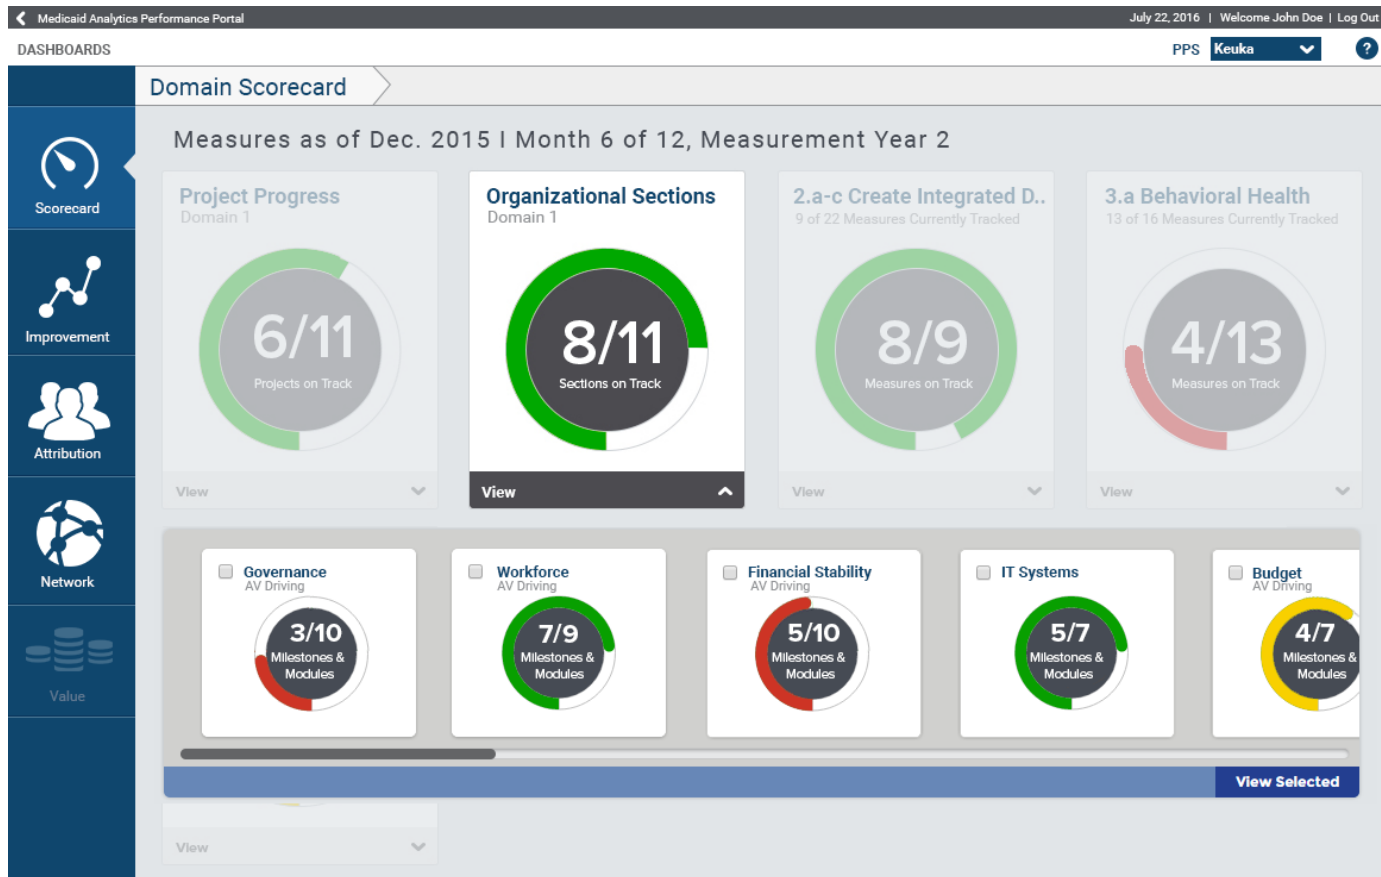 Medicaid Analytics Performance Portal
July 22, 2016 | Welcome John Doe | Log Out
DASHBOARDS
PPS Keuka
?
Domain Scorecard
Measures as of Dec. 2015 I Month 6 of 12, Measurement Year 2
Scorecard
Improvement
Attribution
Network
Value
Project Progress
Domain 1
6/11
Projects on Track
View
Organizational Sections
Domain 1
8/11
Sections on Track
View
2.a-c Create Integrated D..
9 of 22 Measures Currently Tracked
8/9
Measures on Track
View
3.a Behavioral Health
13 of 16 Measures Currently Tracked
4/13
Measures on Track
View
Governance
AV Driving
3/10
Milestones &
Modules
Workforce
AV Driving
7/9
Milestones &
Modules
Financial Stability
AV Driving
5/10
Milestones &
Modules
IT Systems
5/7
Milestones &
Modules
Budget
AV Driving
4/7
Milestones &
Modules
View Selected
View